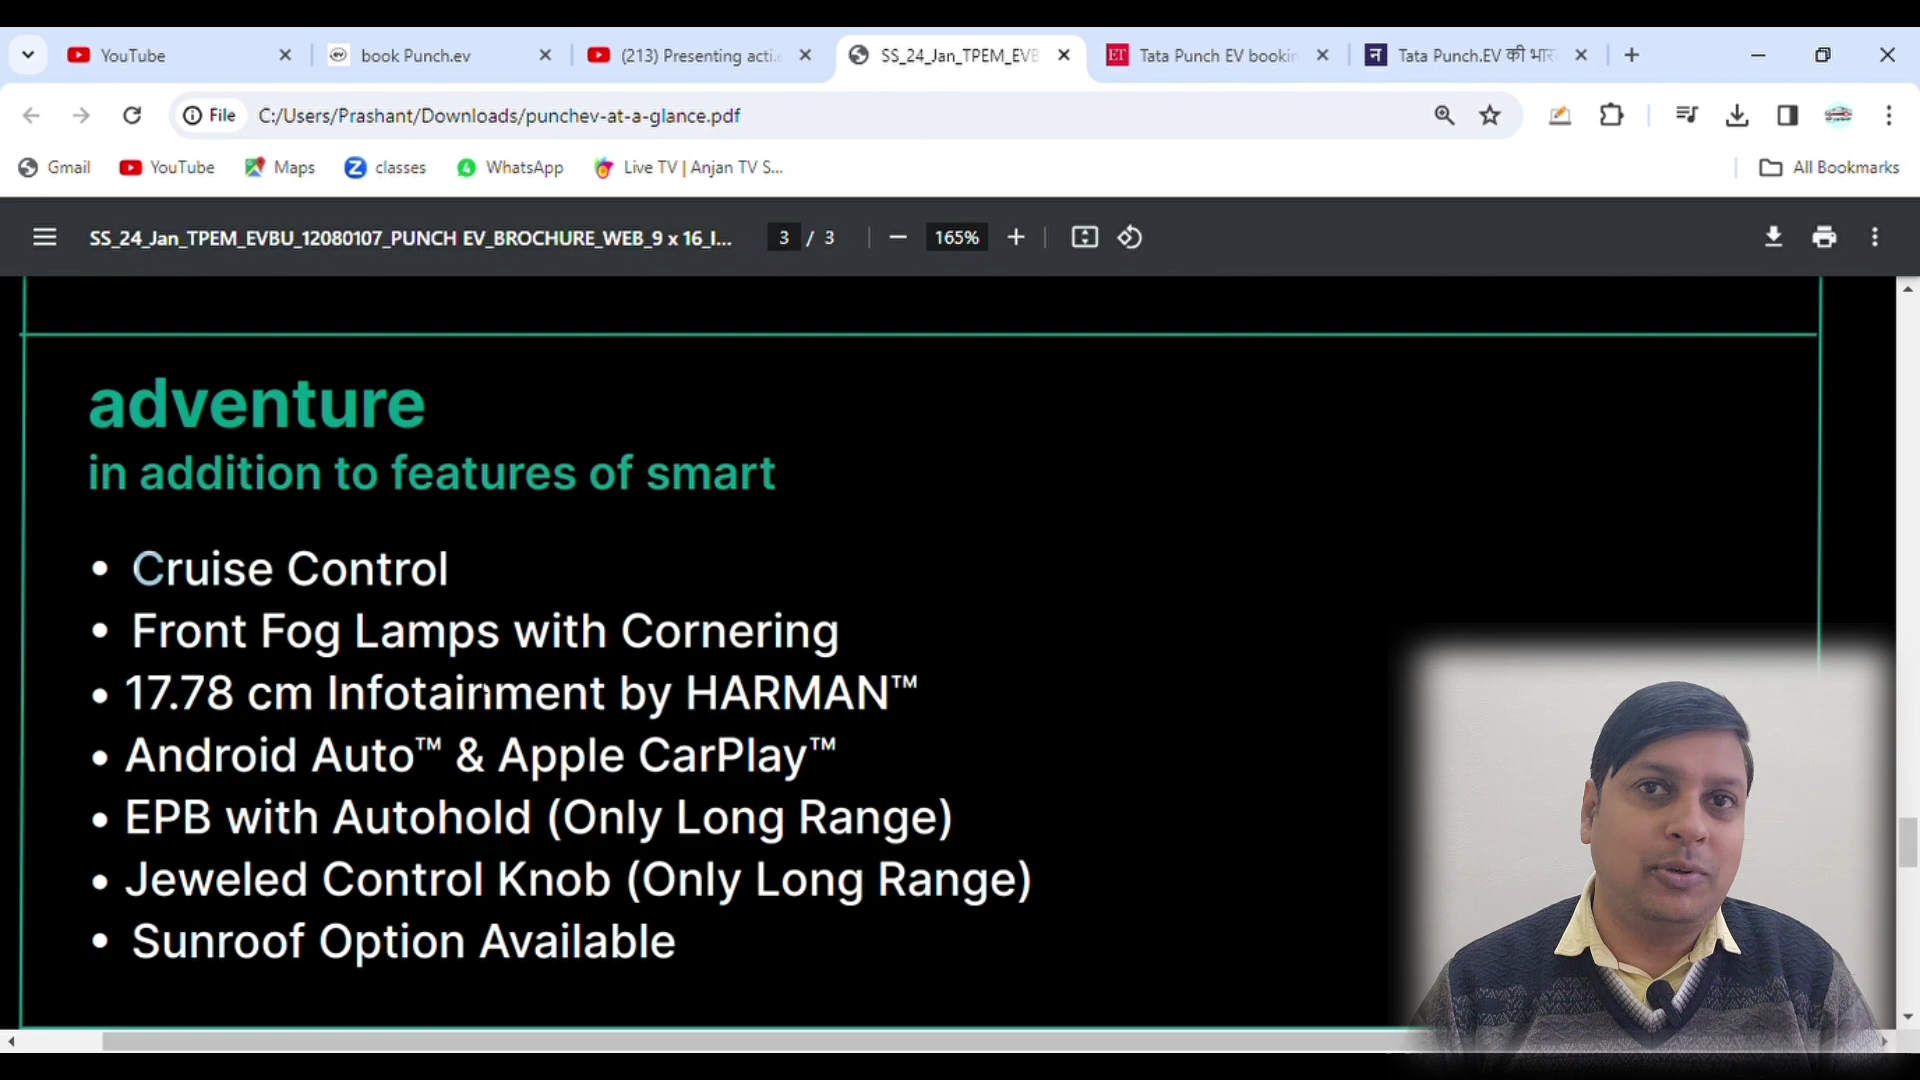 YouTube
book Punch.ev
(213) Presenting acti.e
SS_24_Jan_TPEM_EVB
Tata Punch EV bookin
Tata Punch.EV की भार
File
C:/Users/Prashant/Downloads/punchev-at-a-glance.pdf
Gmail
YouTube
Maps
classes
WhatsApp
Live TV | Anjan TV S...
All Bookmarks
SS_24_Jan_TPEM_EVBU_12080107_PUNCH EV_BROCHURE_WEB_9 x 16_I...
3 / 3
165%
adventure
in addition to features of smart
• Cruise Control
• Front Fog Lamps with Cornering
• 17.78 cm Infotainment by HARMAN™
• Android Auto™ & Apple CarPlay™
• EPB with Autohold (Only Long Range)
• Jeweled Control Knob (Only Long Range)
• Sunroof Option Available